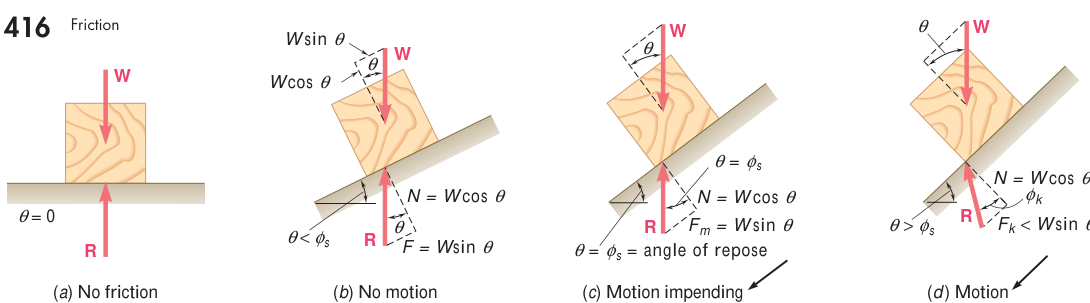 416 Friction
W
θ = 0
R
(a) No friction
W sin θ
W cos θ
θ
W
θ < ϕs
N = W cos θ
θ
R
F = W sin θ
(b) No motion
W
θ
θ = ϕs
N = W cos θ
R
Fm = W sin θ
θ = ϕs = angle of repose
(c) Motion impending
θ
W
N = W cos θ
ϕk
θ > ϕs
R
Fk < W sin θ
(d) Motion